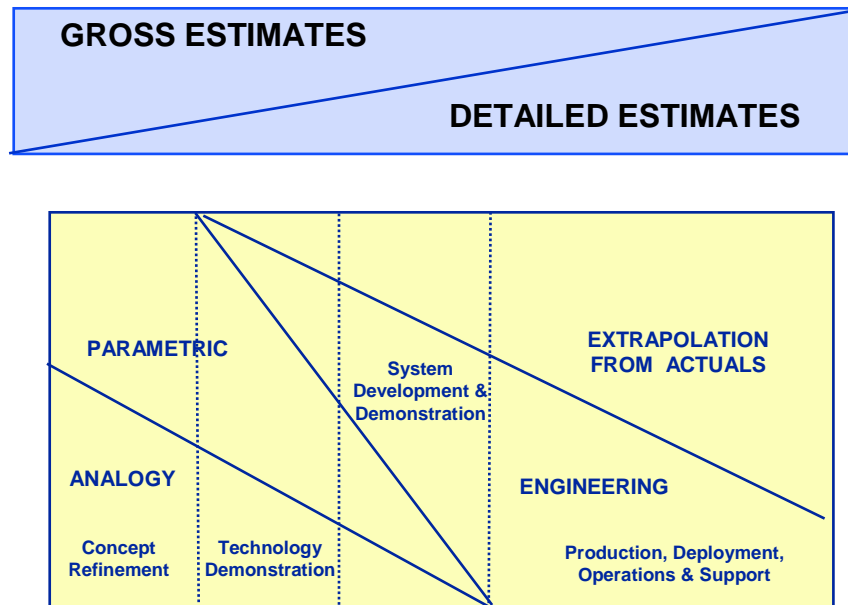 GROSS ESTIMATES
DETAILED ESTIMATES
PARAMETRIC
EXTRAPOLATION
FROM ACTUALS
System
Development &
Demonstration
ANALOGY
ENGINEERING
Concept
Refinement
Technology
Demonstration
Production, Deployment,
Operations & Support